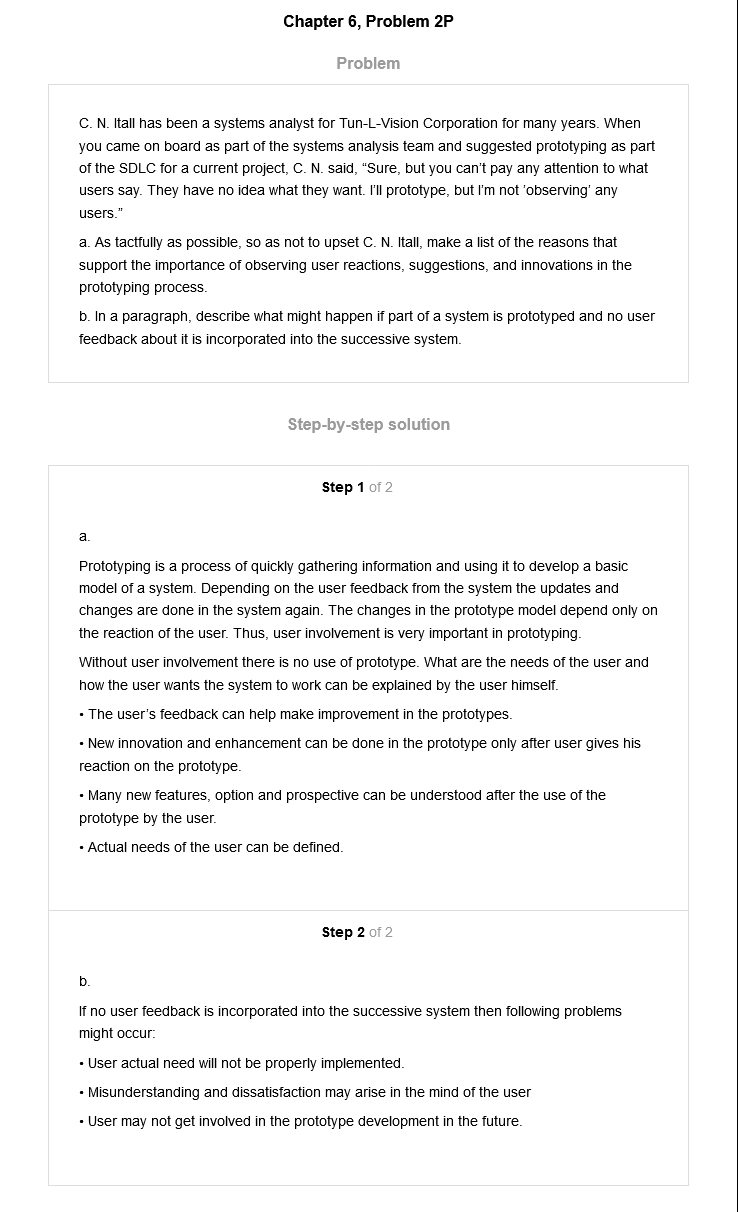 Chapter 6, Problem 2P
Problem
C. N. Itall has been a systems analyst for Tun-L-Vision Corporation for many years. When
you came on board as part of the systems analysis team and suggested prototyping as part
of the SDLC for a current project, C. N. said, “Sure, but you can’t pay any attention to what
users say. They have no idea what they want. I’ll prototype, but I’m not ’observing’ any
users.”
a. As tactfully as possible, so as not to upset C. N. Itall, make a list of the reasons that
support the importance of observing user reactions, suggestions, and innovations in the
prototyping process.
b. In a paragraph, describe what might happen if part of a system is prototyped and no user
feedback about it is incorporated into the successive system.
Step-by-step solution
Step 1 of 2
a.
Prototyping is a process of quickly gathering information and using it to develop a basic
model of a system. Depending on the user feedback from the system the updates and
changes are done in the system again. The changes in the prototype model depend only on
the reaction of the user. Thus, user involvement is very important in prototyping.
Without user involvement there is no use of prototype. What are the needs of the user and
how the user wants the system to work can be explained by the user himself.
• The user’s feedback can help make improvement in the prototypes.
• New innovation and enhancement can be done in the prototype only after user gives his
reaction on the prototype.
• Many new features, option and prospective can be understood after the use of the
prototype by the user.
• Actual needs of the user can be defined.
Step 2 of 2
b.
If no user feedback is incorporated into the successive system then following problems
might occur:
• User actual need will not be properly implemented.
• Misunderstanding and dissatisfaction may arise in the mind of the user
• User may not get involved in the prototype development in the future.